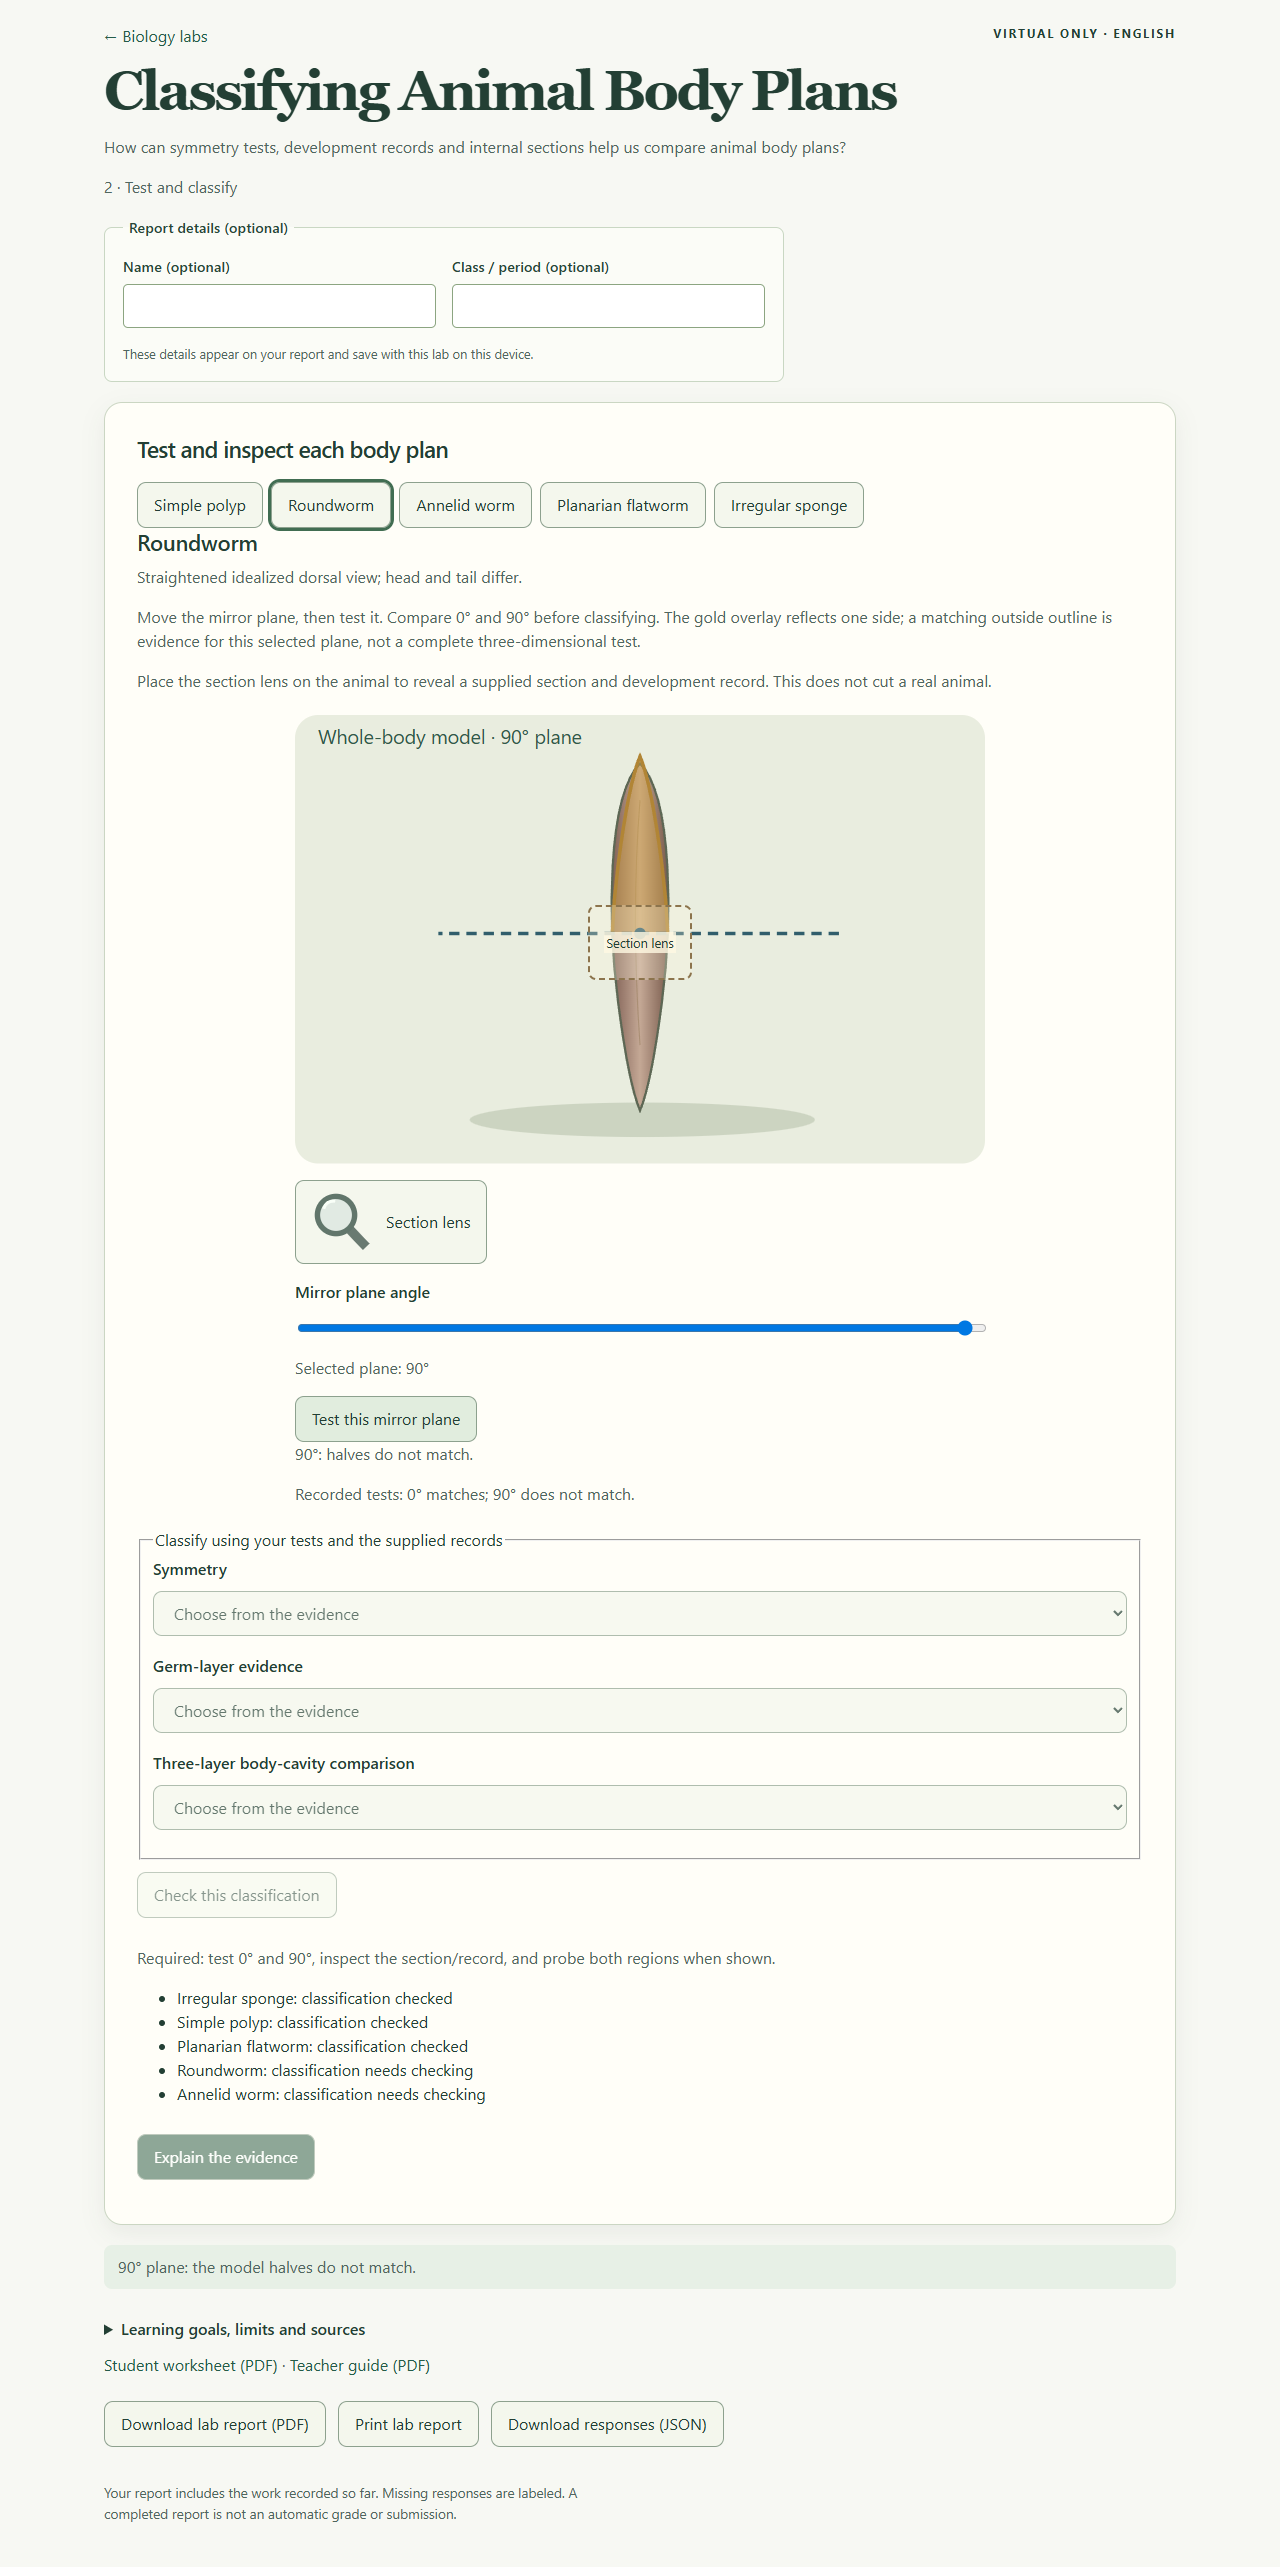 ← Biology labs
VIRTUAL ONLY · ENGLISH
Classifying Animal Body Plans
How can symmetry tests, development records and internal sections help us compare animal body plans?
2 · Test and classify
Report details (optional)
Name (optional)
Class / period (optional)
These details appear on your report and save with this lab on this device.
Test and inspect each body plan
Simple polyp
Roundworm
Annelid worm
Planarian flatworm
Irregular sponge
Roundworm
Straightened idealized dorsal view; head and tail differ.
Move the mirror plane, then test it. Compare 0° and 90° before classifying. The gold overlay reflects one side; a matching outside outline is
evidence for this selected plane, not a complete three-dimensional test.
Place the section lens on the animal to reveal a supplied section and development record. This does not cut a real animal.
Whole-body model · 90° plane
Section lens
Section lens
Mirror plane angle
Selected plane: 90°
Test this mirror plane
90°: halves do not match.
Recorded tests: 0° matches; 90° does not match.
Classify using your tests and the supplied records
Symmetry
Choose from the evidence
Germ-layer evidence
Choose from the evidence
Three-layer body-cavity comparison
Choose from the evidence
Check this classification
Required: test 0° and 90°, inspect the section/record, and probe both regions when shown.
• Irregular sponge: classification checked
• Simple polyp: classification checked
• Planarian flatworm: classification checked
• Roundworm: classification needs checking
• Annelid worm: classification needs checking
Explain the evidence
90° plane: the model halves do not match.
▶ Learning goals, limits and sources
Student worksheet (PDF) · Teacher guide (PDF)
Download lab report (PDF)
Print lab report
Download responses (JSON)
Your report includes the work recorded so far. Missing responses are labeled. A
completed report is not an automatic grade or submission.